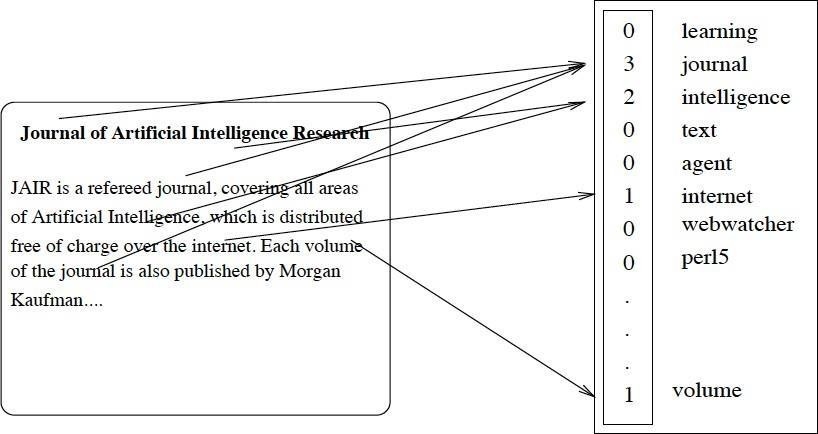 Journal of Artificial Intelligence Research
JAIR is a refereed journal, covering all areas
of Artificial Intelligence, which is distributed
free of charge over the internet. Each volume
of the journal is also published by Morgan
Kaufman....
0 learning
3 journal
2 intelligence
0 text
0 agent
1 internet
0 webwatcher
0 perl5
.
.
.
1 volume